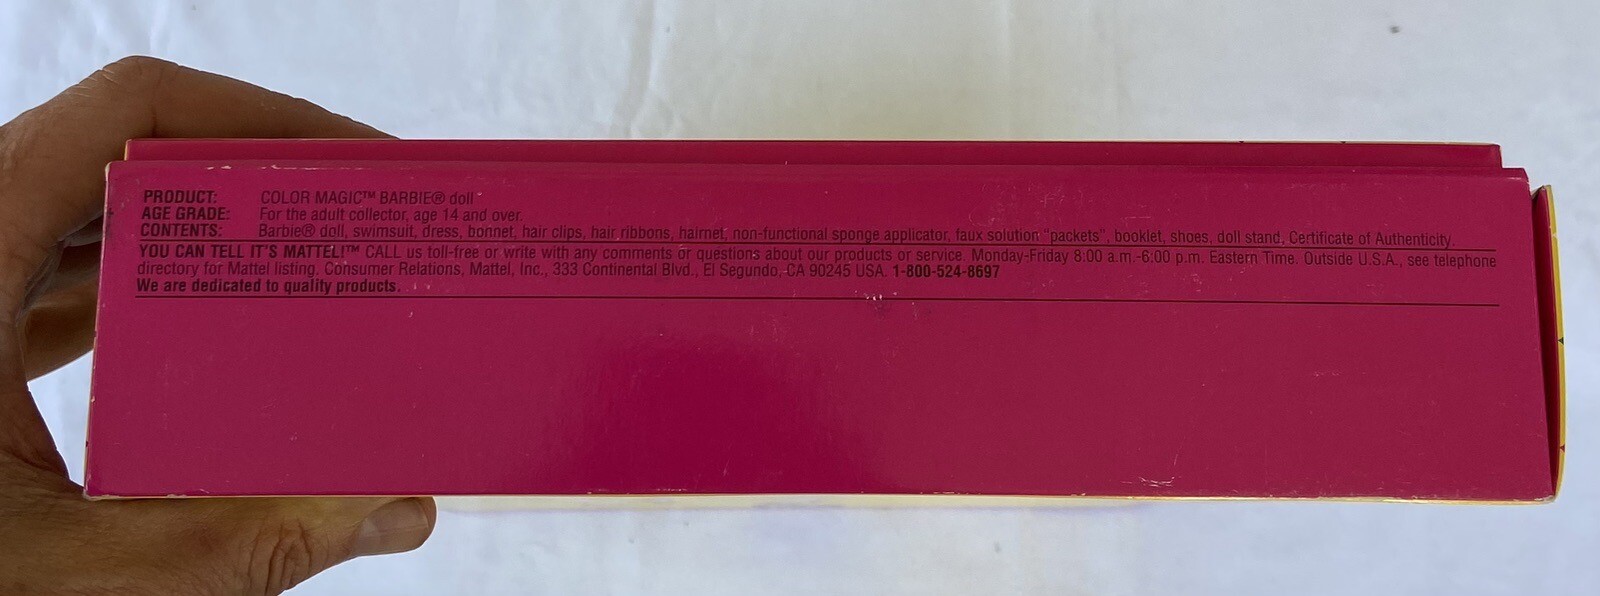 PRODUCT: COLOR MAGIC™ BARBIE® doll
AGE GRADE: For the adult collector, age 14 and over.
CONTENTS: Barbie® doll, swimsuit, dress, bonnet, hair clips, hair ribbons, hairnet, non-functional sponge applicator, faux solution "packets", booklet, shoes, doll stand, Certificate of Authenticity.
YOU CAN TELL IT'S MATTEL!™ CALL us toll-free or write with any comments or questions about our products or service. Monday-Friday 8:00 a.m.-6:00 p.m. Eastern Time. Outside U.S.A., see telephone
directory for Mattel listing. Consumer Relations, Mattel, Inc., 333 Continental Blvd., El Segundo, CA 90245 USA. 1-800-524-8697
We are dedicated to quality products.